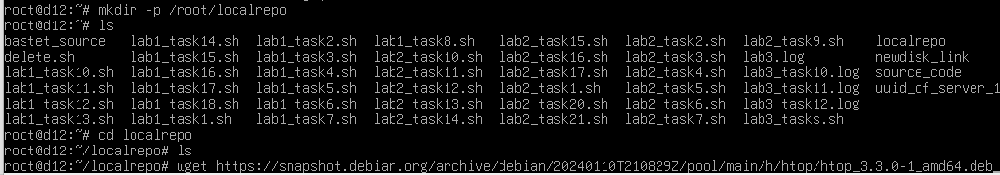 root@d12:~# mkdir -p /root/localrepo
root@d12:~# ls
bastet_source lab1_task14.sh lab1_task2.sh lab1_task8.sh lab2_task15.sh lab2_task2.sh lab2_task9.sh localrepo
delete.sh lab1_task15.sh lab1_task3.sh lab2_task10.sh lab2_task16.sh lab2_task3.sh lab3.log newdisk_link
lab1_task10.sh lab1_task16.sh lab1_task4.sh lab2_task11.sh lab2_task17.sh lab2_task4.sh lab3_task10.log source_code
lab1_task11.sh lab1_task17.sh lab1_task5.sh lab2_task12.sh lab2_task1.sh lab2_task5.sh lab3_task11.log uuid_of_server_1
lab1_task12.sh lab1_task18.sh lab1_task6.sh lab2_task13.sh lab2_task20.sh lab2_task6.sh lab3_task12.log
lab1_task13.sh lab1_task1.sh lab1_task7.sh lab2_task14.sh lab2_task21.sh lab2_task7.sh lab3_tasks.sh
root@d12:~# cd localrepo
root@d12:~/localrepo# ls
root@d12:~/localrepo# wget https://snapshot.debian.org/archive/debian/20240110T210829Z/pool/main/h/htop/htop_3.3.0-1_amd64.deb_